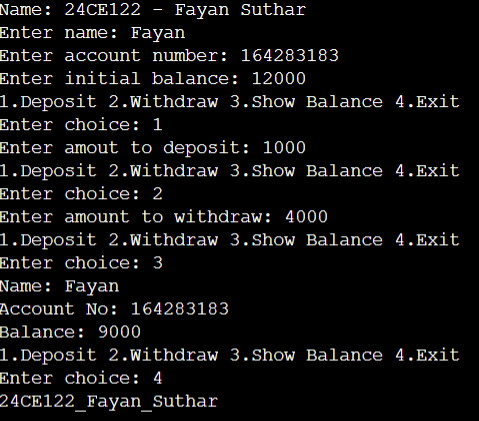 Name: 24CE122 - Fayan Suthar
Enter name: Fayan
Enter account number: 164283183
Enter initial balance: 12000
1.Deposit 2.Withdraw 3.Show Balance 4.Exit
Enter choice: 1
Enter amout to deposit: 1000
1.Deposit 2.Withdraw 3.Show Balance 4.Exit
Enter choice: 2
Enter amount to withdraw: 4000
1.Deposit 2.Withdraw 3.Show Balance 4.Exit
Enter choice: 3
Name: Fayan
Account No: 164283183
Balance: 9000
1.Deposit 2.Withdraw 3.Show Balance 4.Exit
Enter choice: 4
24CE122_Fayan_Suthar